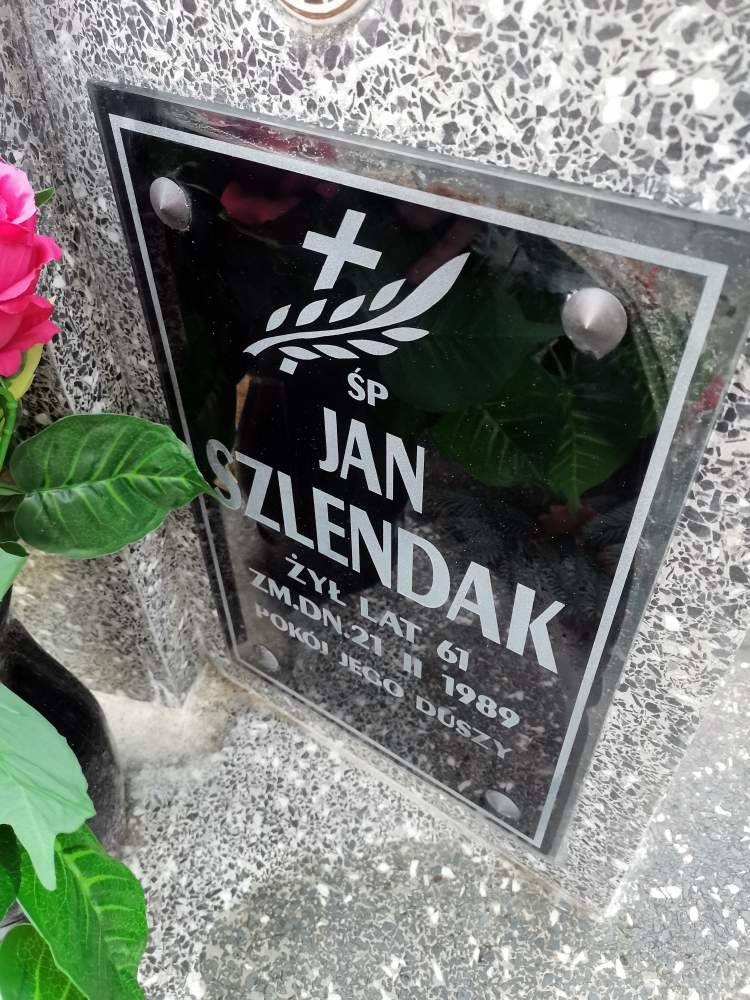 ŚP
JAN
SZLENDAK
ŻYŁ LAT 61
ZM.DN.21 II 1989
POKÓJ JEGO DUSZY